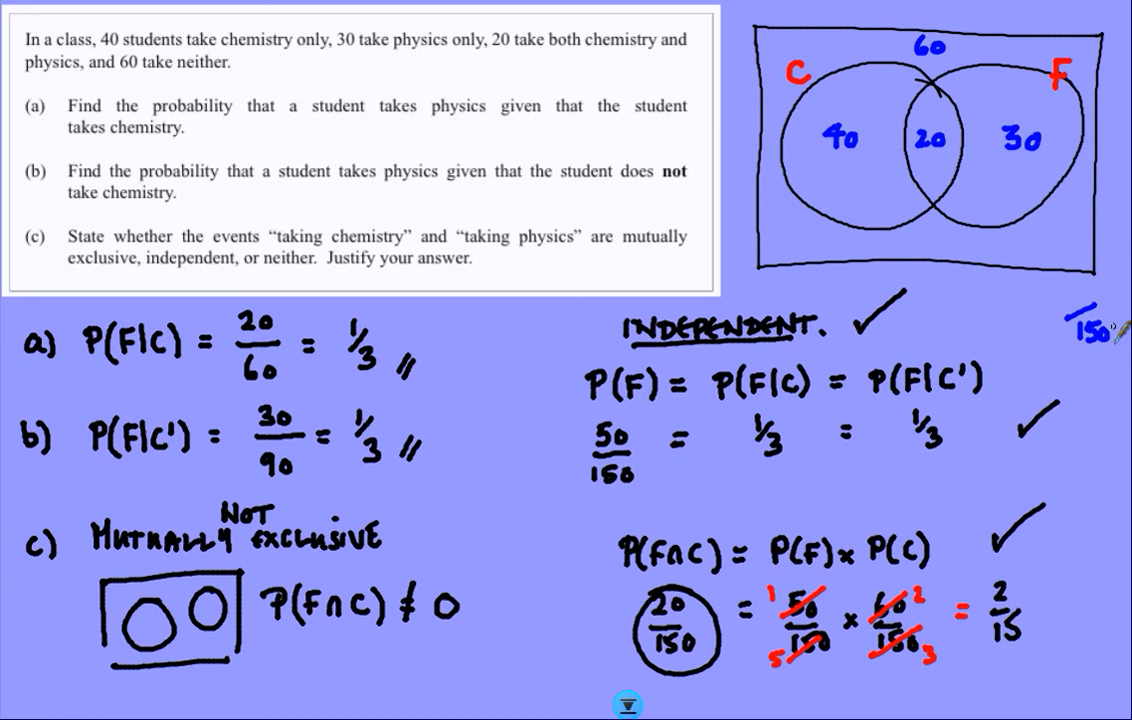 In a class, 40 students take chemistry only, 30 take physics only, 20 take both chemistry and
physics, and 60 take neither.
(a) Find the probability that a student takes physics given that the student
takes chemistry.
(b) Find the probability that a student takes physics given that the student does not
take chemistry.
(c) State whether the events “taking chemistry” and “taking physics” are mutually
exclusive, independent, or neither. Justify your answer.
60
C F
40 20 30
150
a) P(F|C) = 20/60 = 1/3 //
b) P(F|C') = 30/90 = 1/3 //
c) MUTUALLY NOT EXCLUSIVE
P(F∩C) ≠ 0
INDEPENDENT. ✓
P(F) = P(F|C) = P(F|C')
50/150 = 1/3 = 1/3 ✓
P(F∩C) = P(F) × P(C) ✓
20/150 = 1 50/150 5 × 60/150 2 3 = 2/15